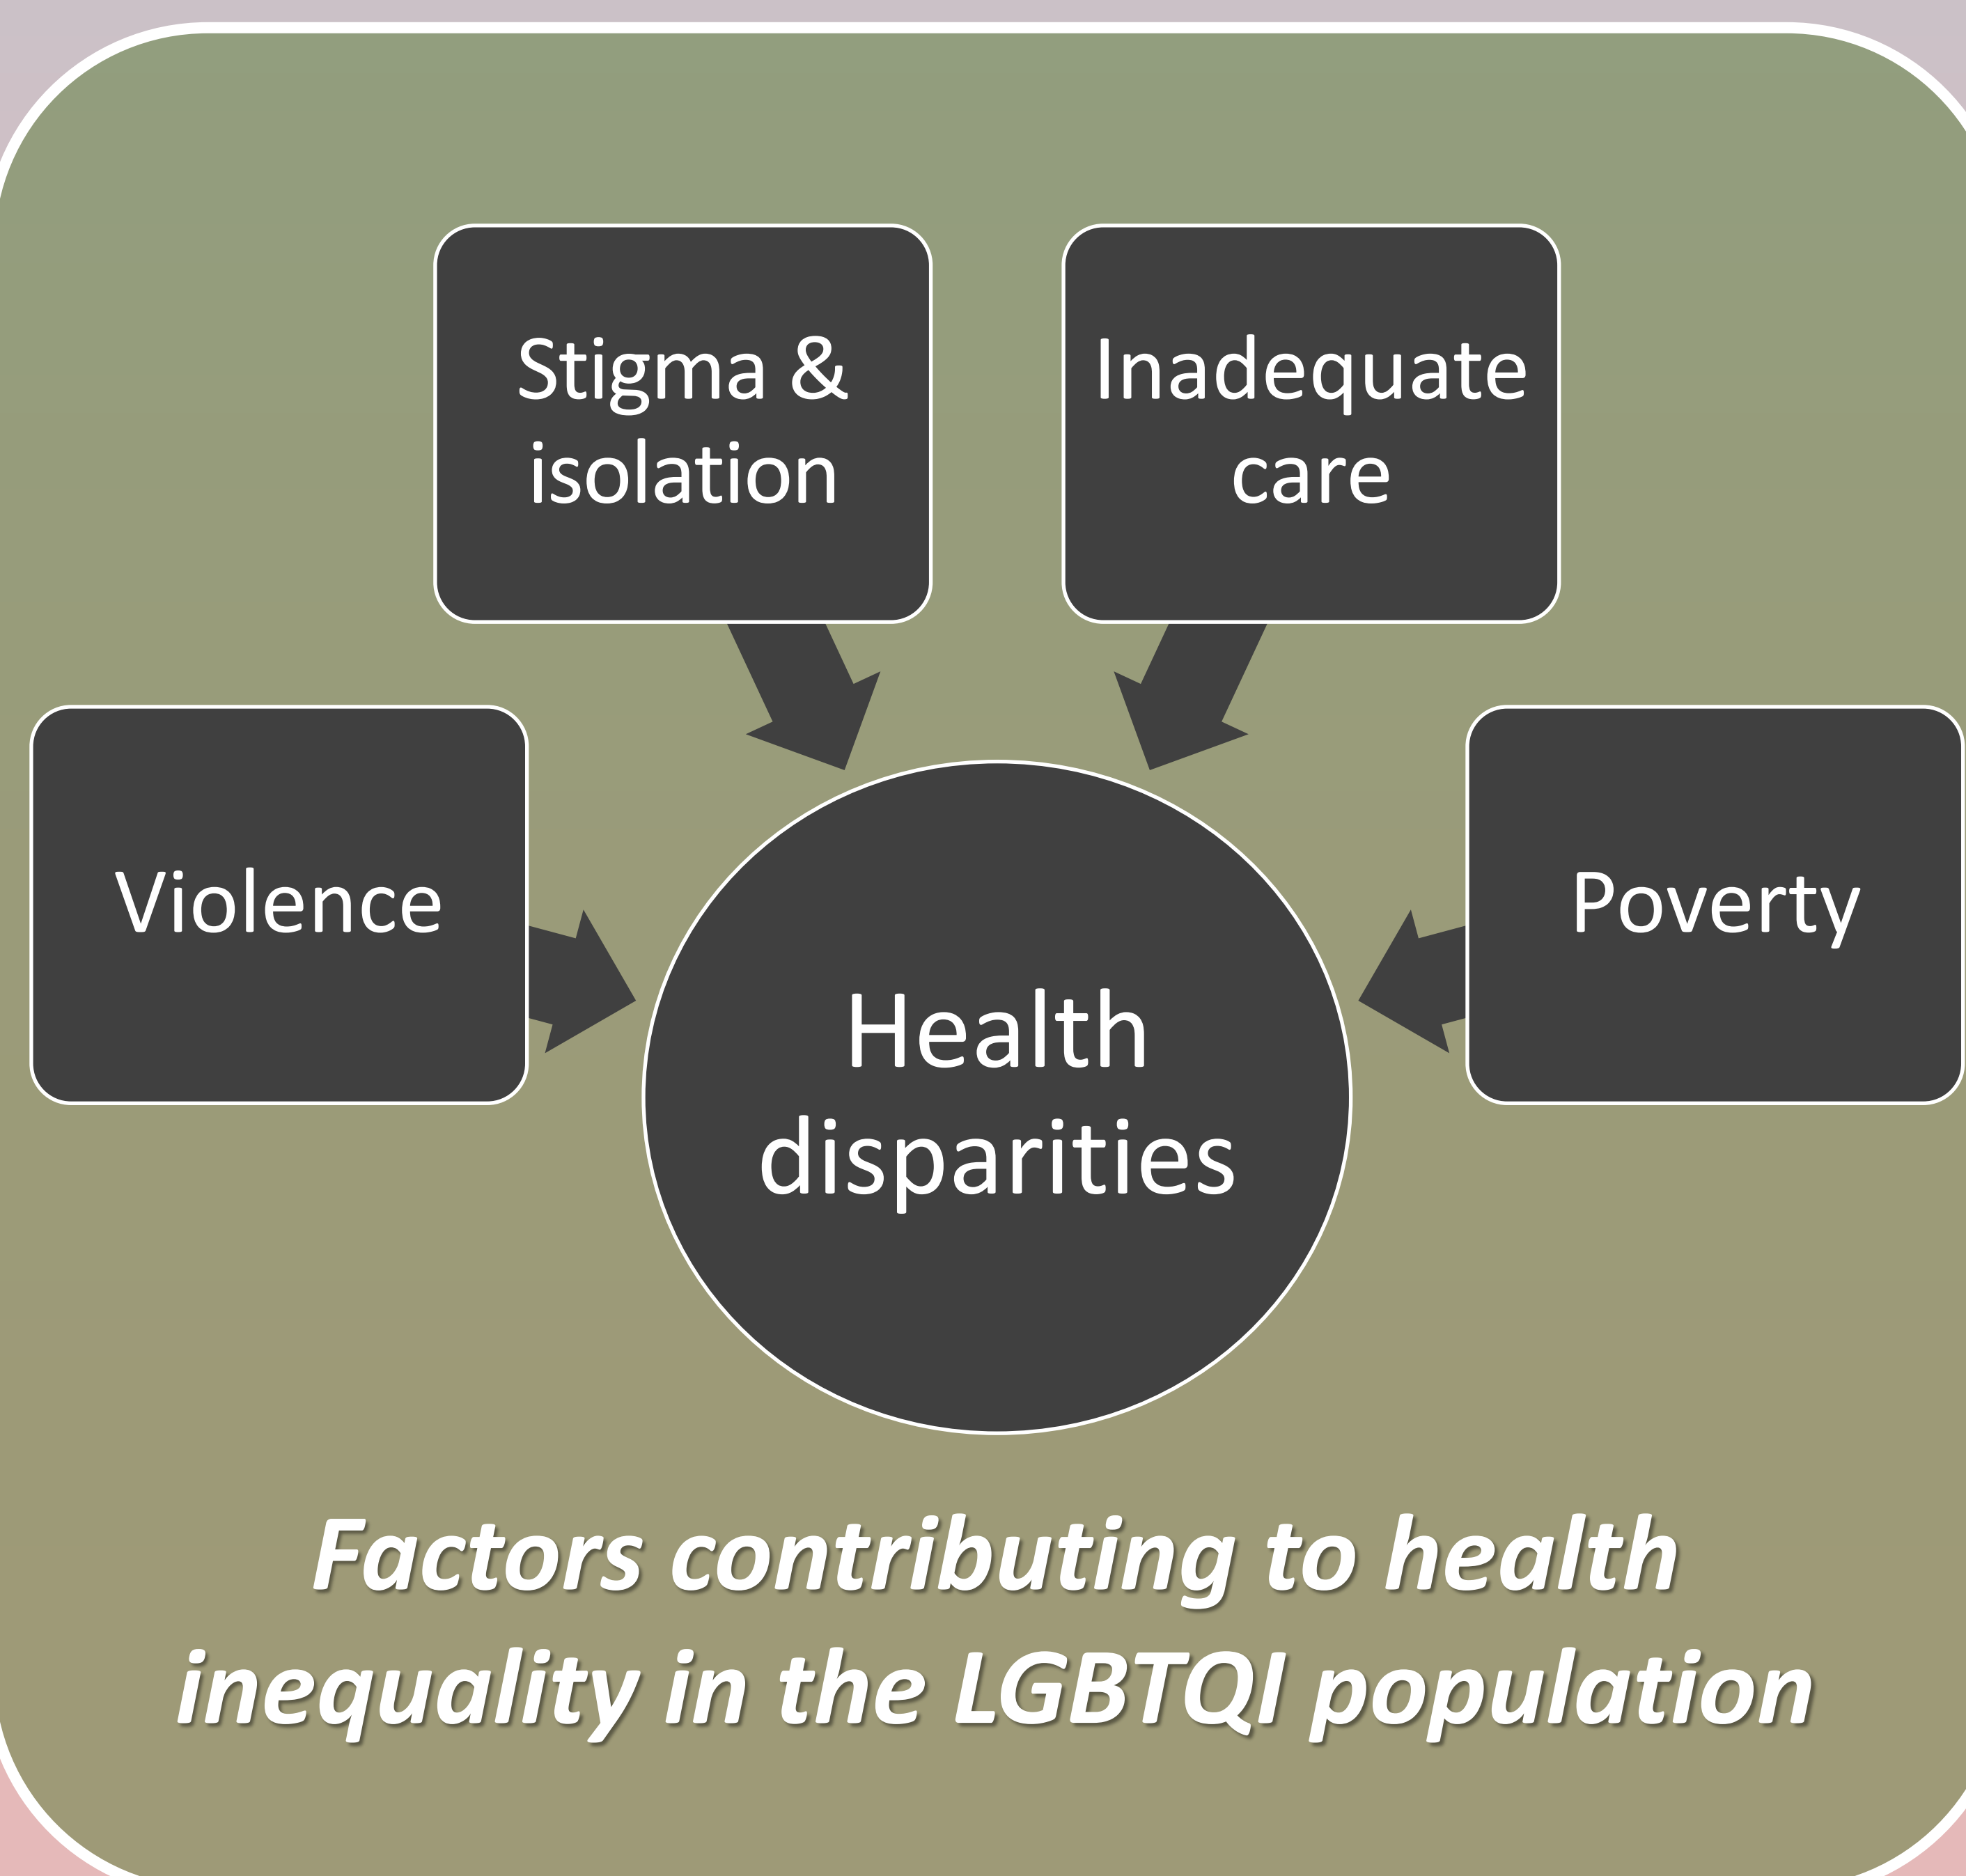 Stigma &
isolation
Inadequate
care
Violence
Poverty
Health
disparities
Factors contributing to health
inequality in the LGBTQI population